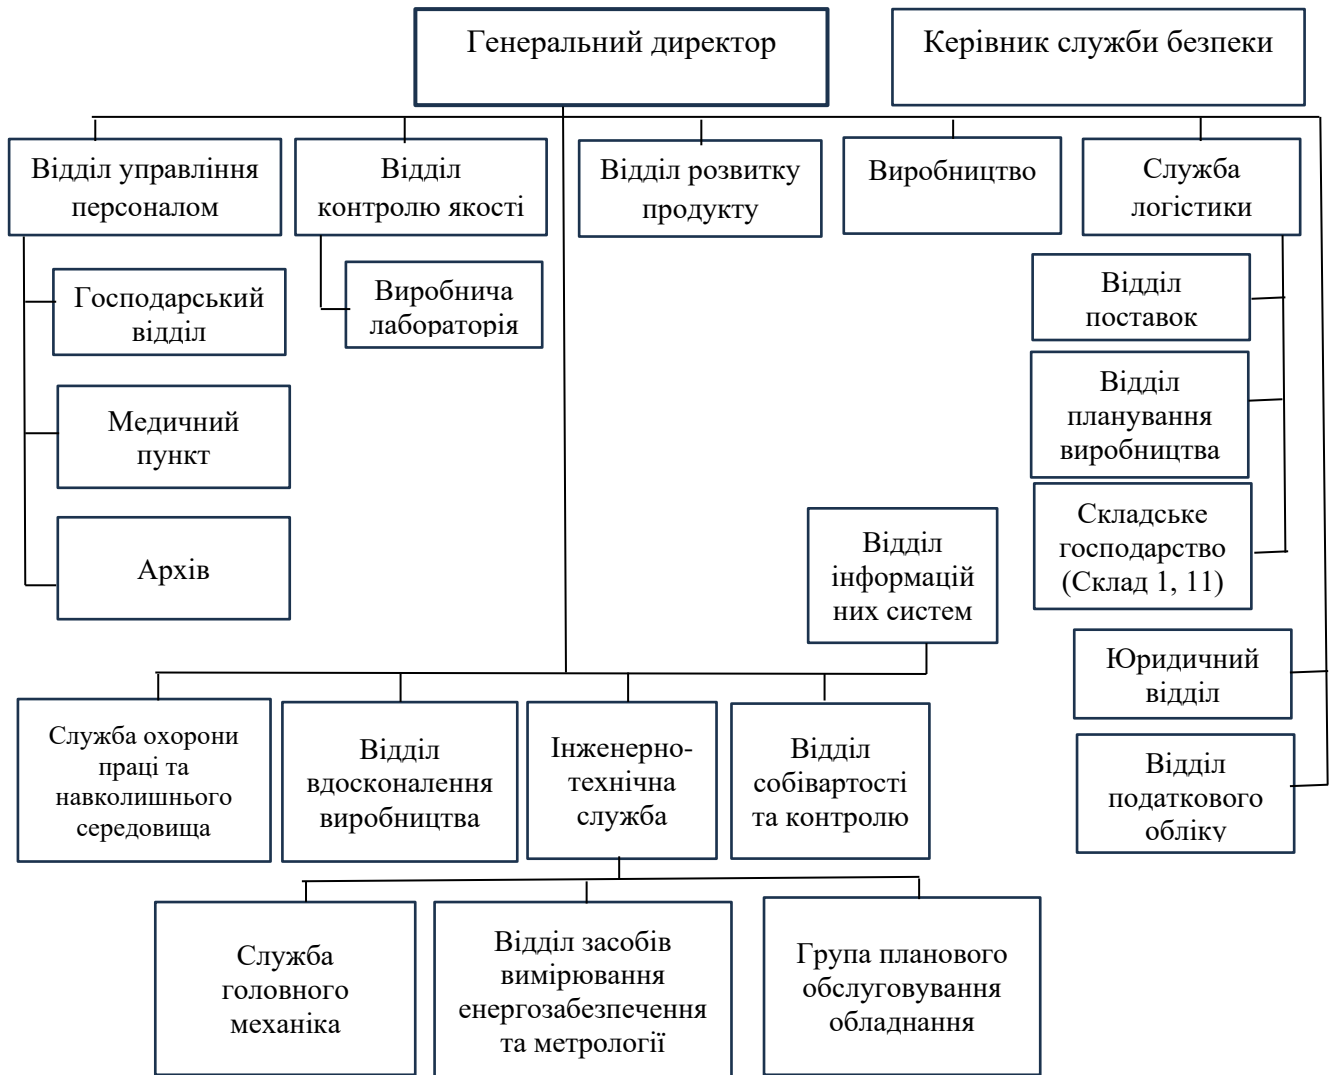 Генеральний директор
Керівник служби безпеки
Відділ управління
персоналом
Відділ
контролю якості
Відділ розвитку
продукту
Виробництво
Служба
логістики
Господарський
відділ
Виробнича
лабораторія
Відділ
поставок
Медичний
пункт
Відділ
планування
виробництва
Архів
Відділ
інформацій
них систем
Складське
господарство
(Склад 1, 11)
Юридичний
відділ
Служба охорони
праці та
навколишнього
середовища
Відділ
вдосконалення
виробництва
Інженерно-
технічна
служба
Відділ
собівартості
та контролю
Відділ
податкового
обліку
Служба
головного
механіка
Відділ засобів
вимірювання
енергозабезпечення
та метрології
Група планового
обслуговування
обладнання